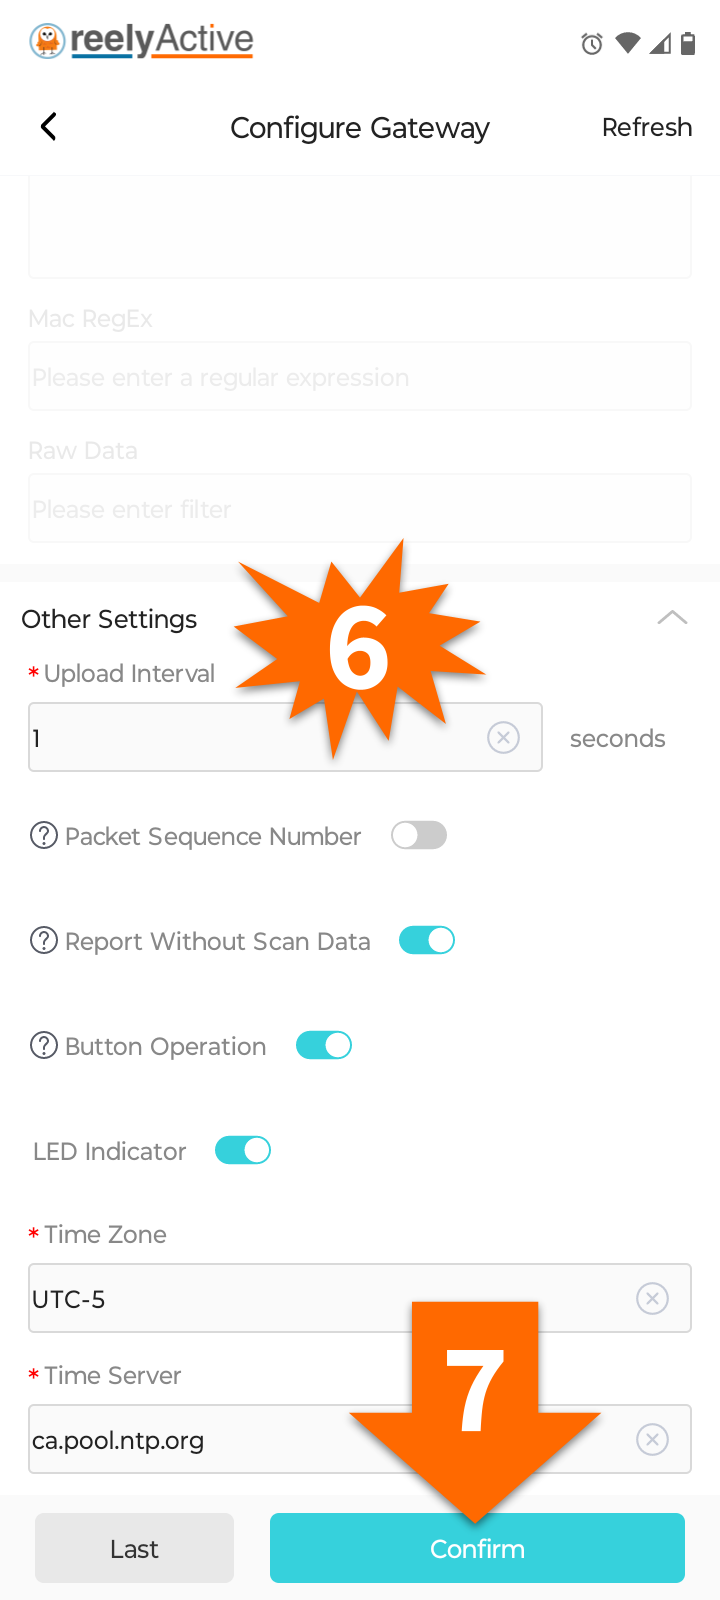 reelyActive
Configure Gateway
Refresh
Mac RegEx
Please enter a regular expression
Raw Data
Please enter filter
Other Settings
6
* Upload Interval
1
seconds
Packet Sequence Number
Report Without Scan Data
Button Operation
LED Indicator
* Time Zone
UTC-5
7
* Time Server
ca.pool.ntp.org
Last
Confirm